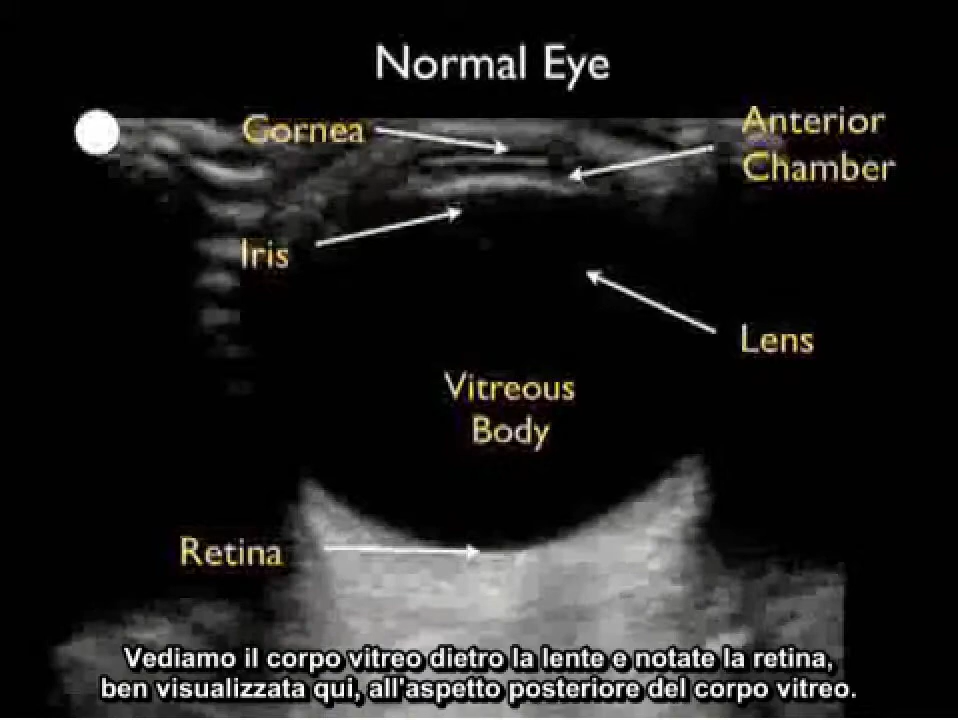 Normal Eye
Cornea
Anterior
Chamber
Iris
Lens
Vitreous
Body
Retina
Vediamo il corpo vitreo dietro la lente e notate la retina,
ben visualizzata qui, all'aspetto posteriore del corpo vitreo.